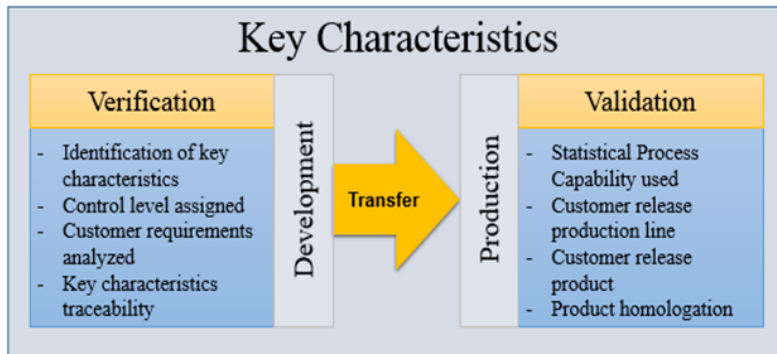 Key Characteristics
Verification
- Identification of key
characteristics
- Control level assigned
- Customer requirements
analyzed
- Key characteristics
traceability
Development
Transfer
Production
Validation
- Statistical Process
Capability used
- Customer release
production line
- Customer release
product
- Product homologation